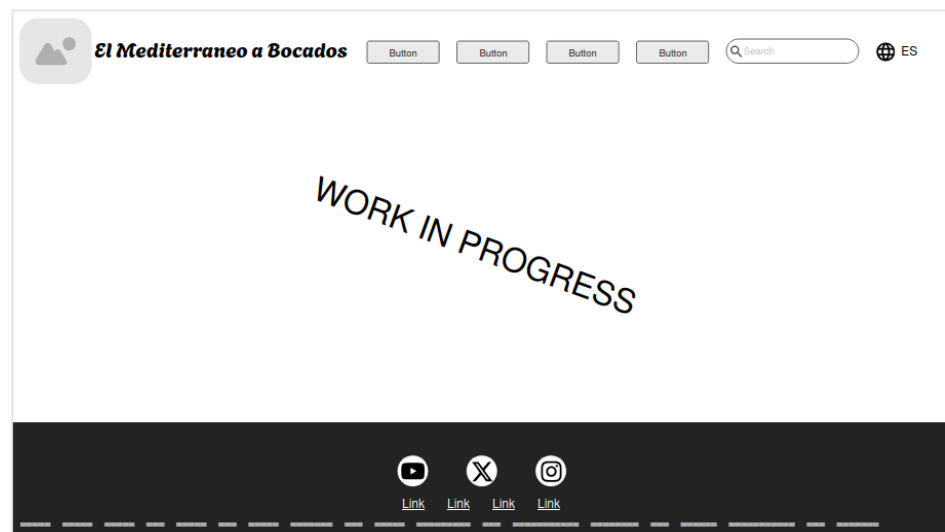 El Mediterraneo a Bocados Button Button Button Button Search ES
WORK IN PROGRESS
Link Link Link Link